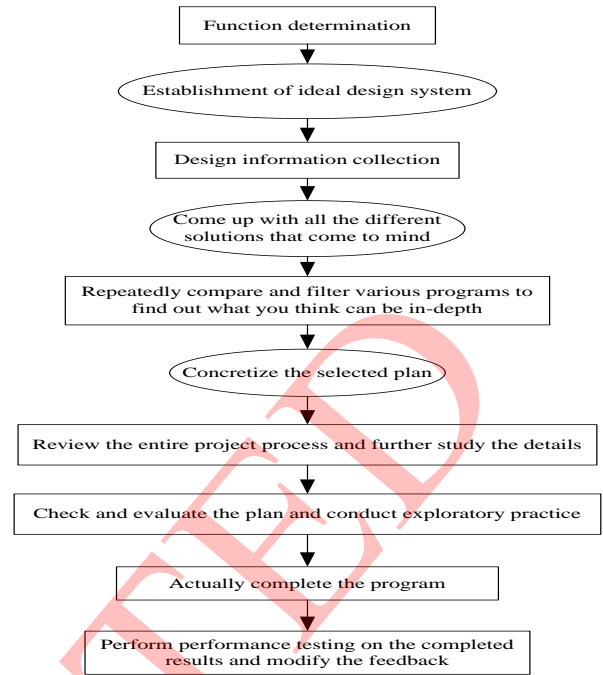 Function determination
Establishment of ideal design system
Design information collection
Come up with all the different
solutions that come to mind
Repeatedly compare and filter various programs to
find out what you think can be in-depth
Concretize the selected plan
Review the entire project process and further study the details
Check and evaluate the plan and conduct exploratory practice
Actually complete the program
Perform performance testing on the completed
results and modify the feedback
TED